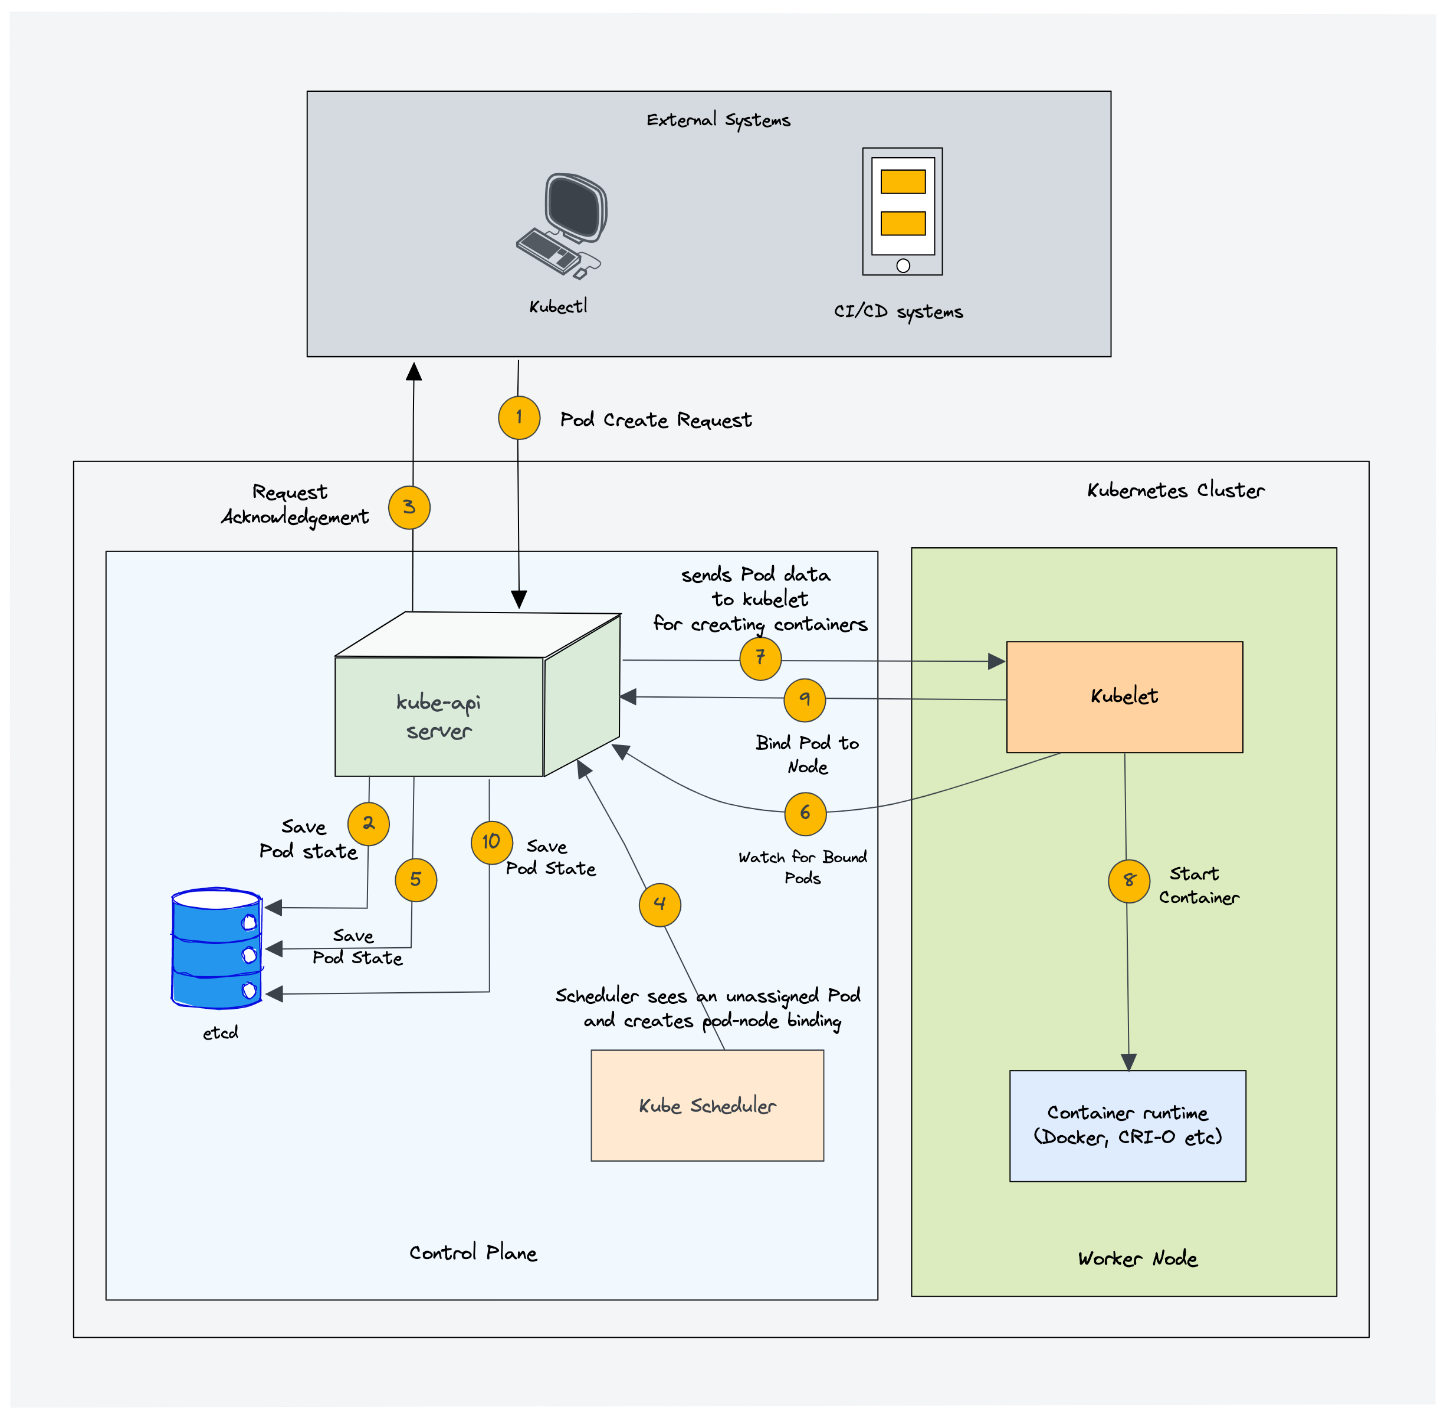 External Systems
Kubectl
CI/CD systems
1
Pod Create Request
Request
Acknowledgement
3
Kubernetes Cluster
sends Pod data
to kubelet
for creating containers
7
kube-api
server
9
Bind Pod to
Node
Kubelet
6
Watch for Bound
Pods
2
Save
Pod state
5
Save
Pod State
10
Save
Pod State
4
8
Start
Container
etcd
Scheduler sees an unassigned Pod
and creates pod-node binding
Kube Scheduler
Container runtime
(Docker, CRI-O etc)
Control Plane
Worker Node